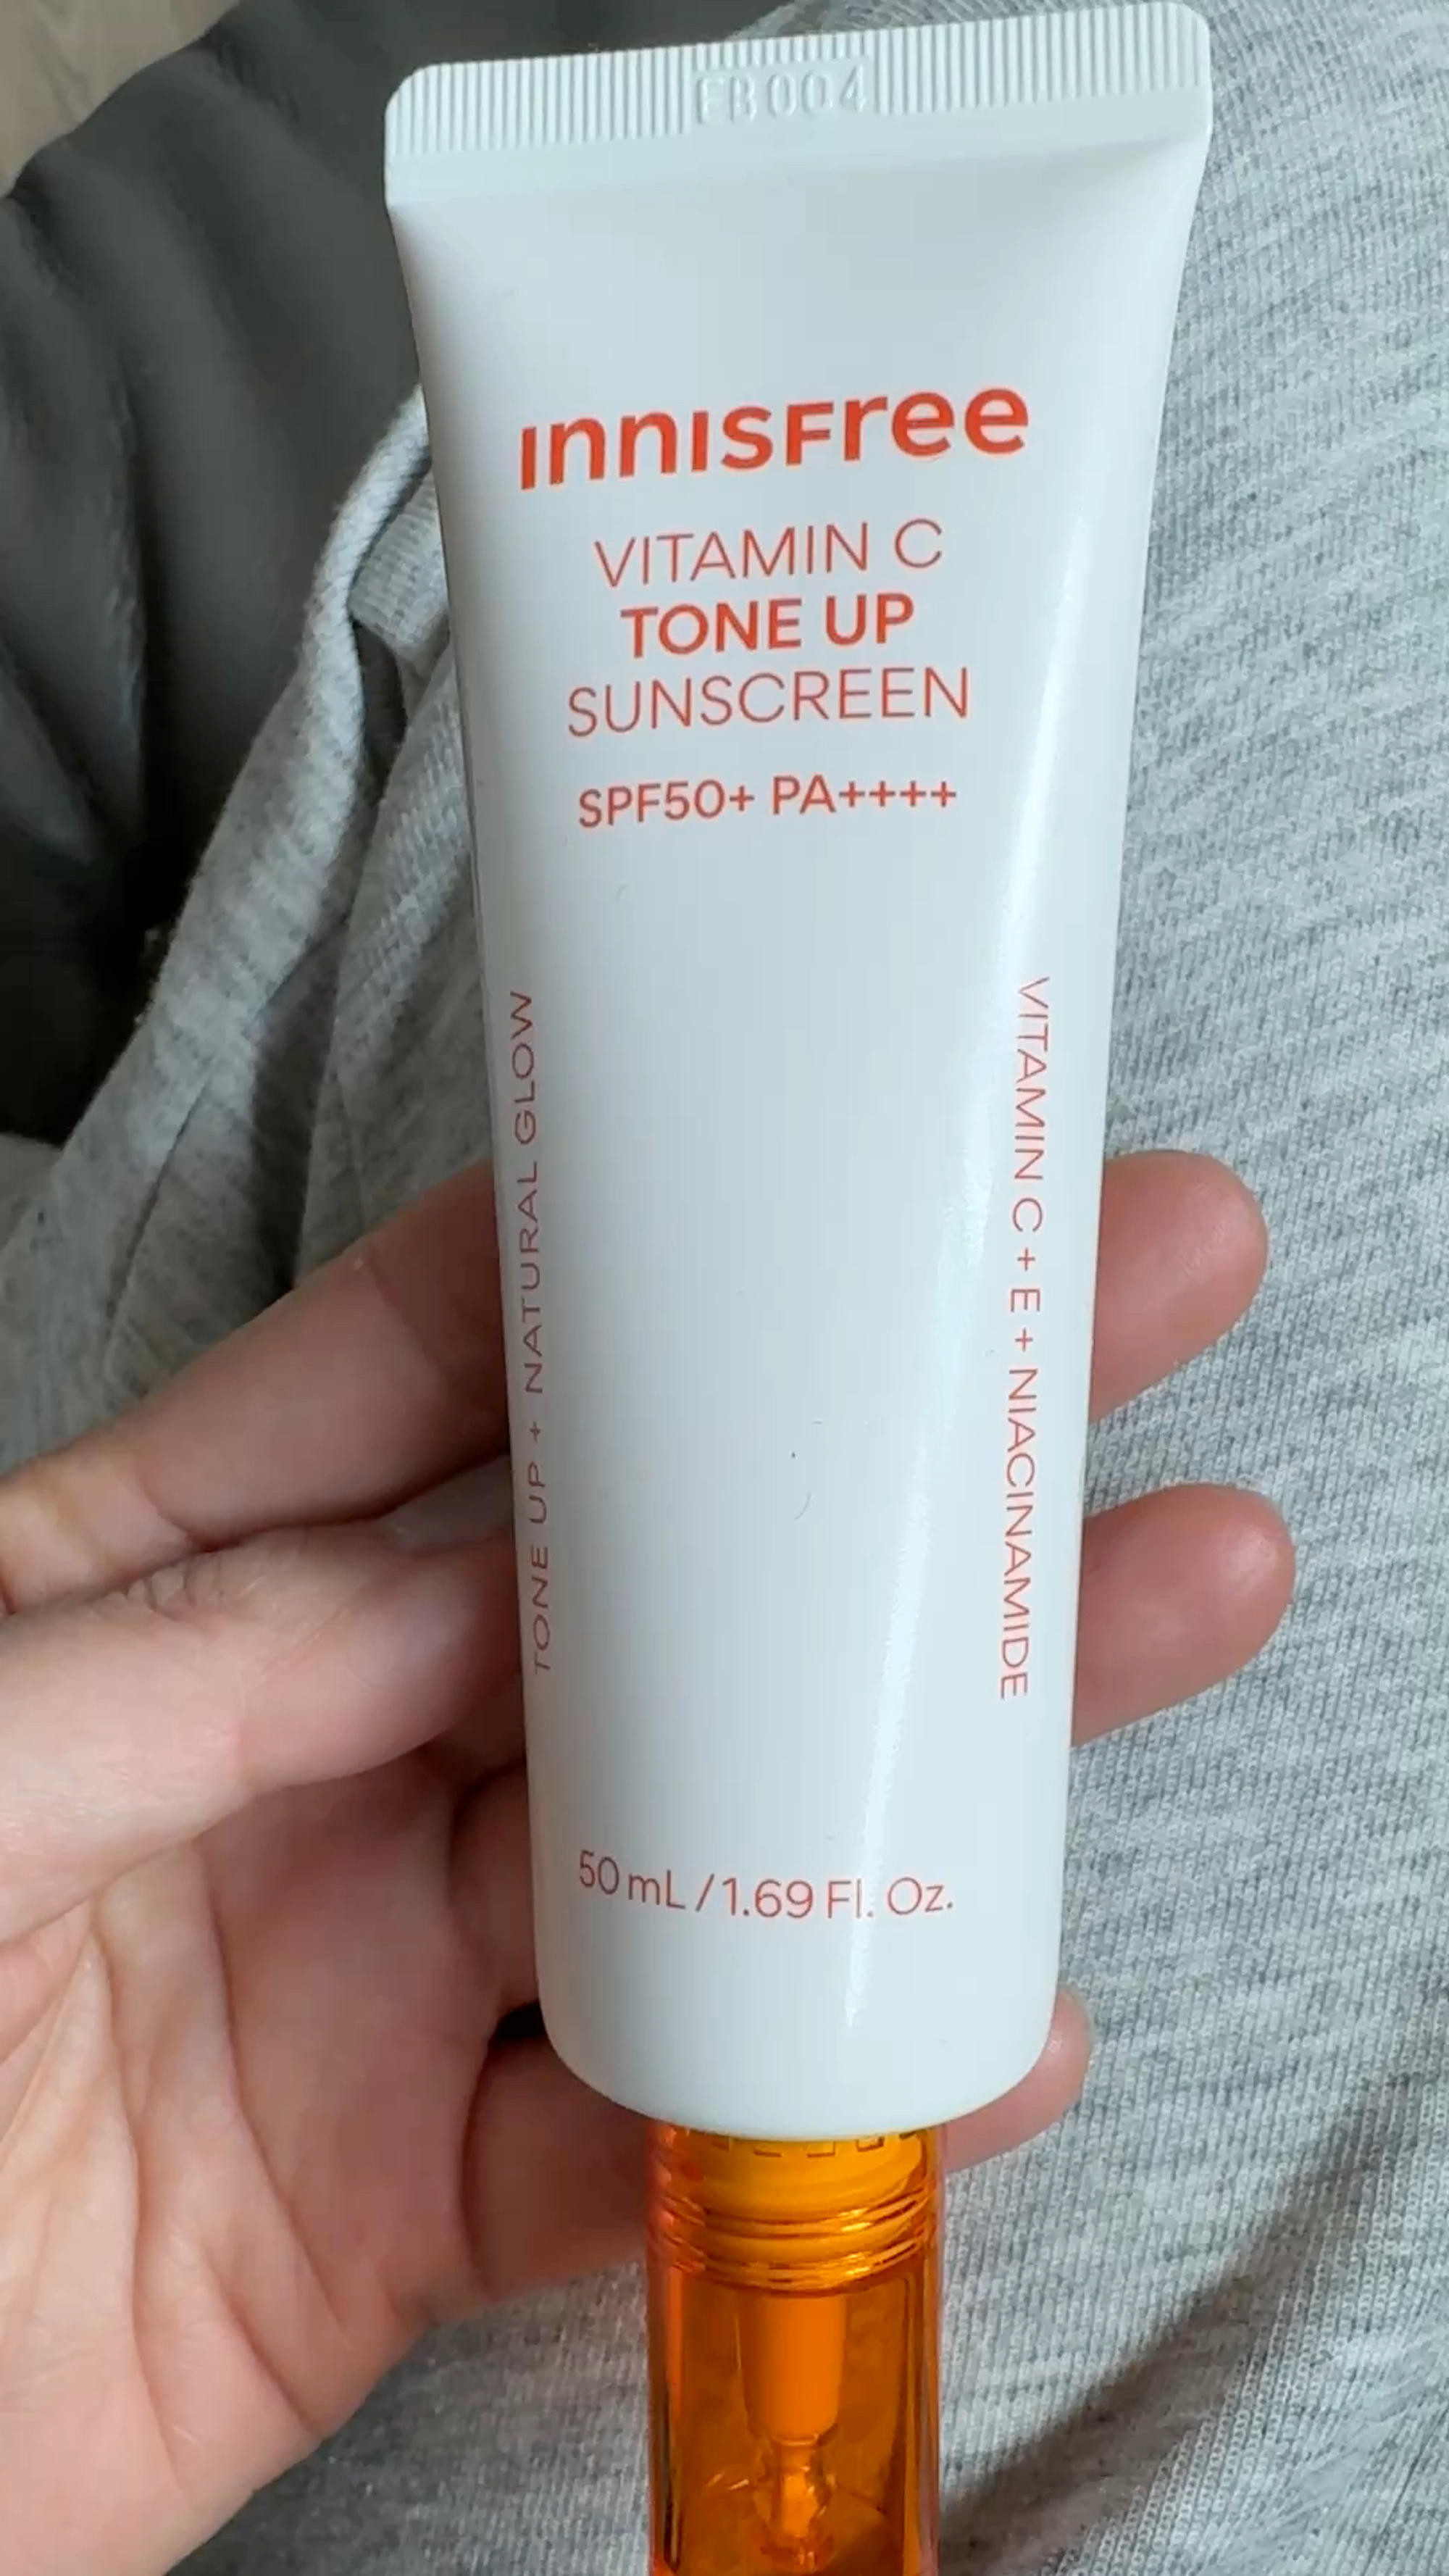 EB004
INNISFREE
VITAMIN C
TONE UP
SUNSCREEN
SPF50+ PA++++
TONE UP + NATURAL GLOW
VITAMIN C + E + NIACINAMIDE
50 mL / 1.69 Fl. Oz.